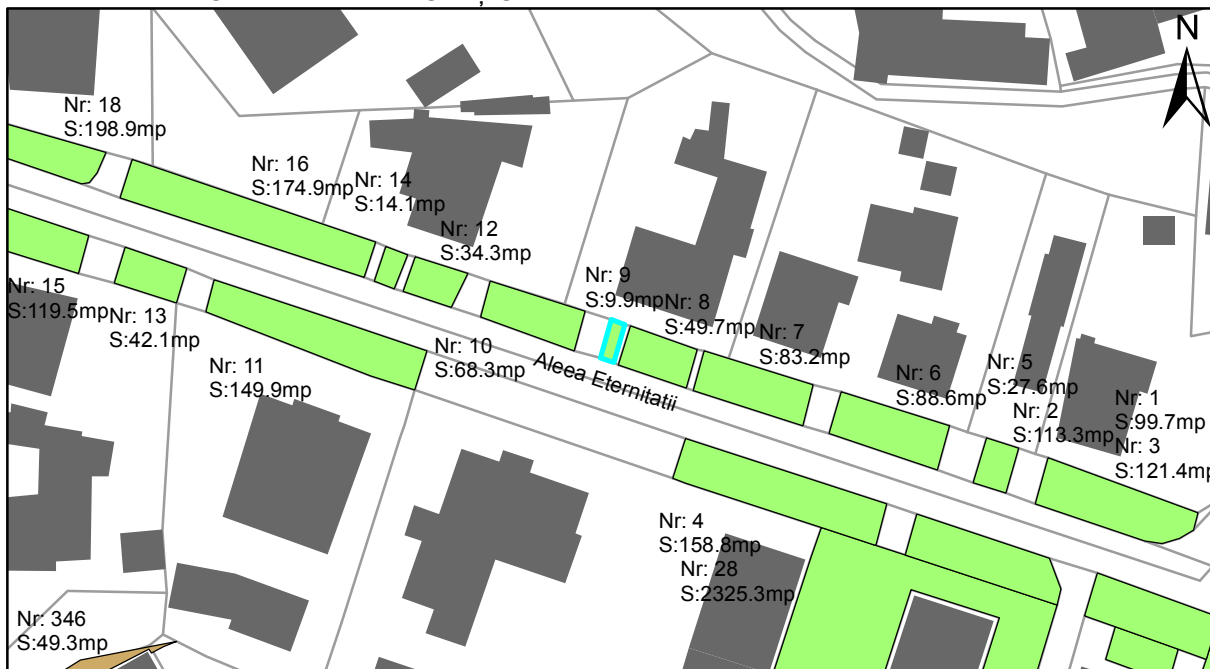 N
Nr: 18
S:198.9mp
Nr: 16
S:174.9mp
Nr: 14
S:14.1mp
Nr: 12
S:34.3mp
Nr: 9
S:9.9mp
Nr: 8
S:49.7mp
Nr: 7
S:83.2mp
Nr: 15
S:119.5mp
Nr: 13
S:42.1mp
Nr: 11
S:149.9mp
Nr: 10
S:68.3mp
Aleea Eternitatii
Nr: 6
S:88.6mp
Nr: 5
S:27.6mp
Nr: 2
S:113.3mp
Nr: 1
S:99.7mp
Nr: 3
S:121.4mp
Nr: 4
S:158.8mp
Nr: 28
S:2325.3mp
Nr: 346
S:49.3mp